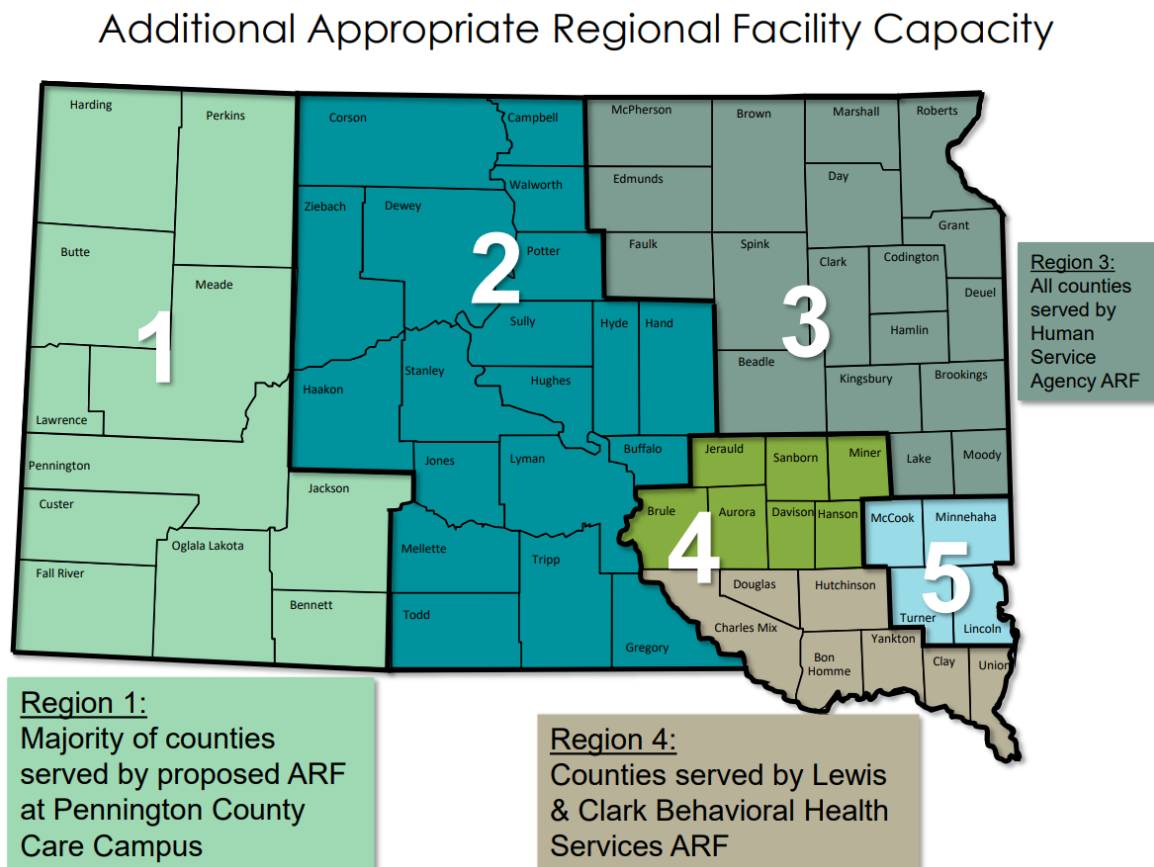 Additional Appropriate Regional Facility Capacity
Harding
Perkins
Corson
Campbell
McPherson
Brown
Marshall
Roberts
Walworth
Edmunds
Day
Ziebach
Dewey
Grant
Butte
2
Potter
Faulk
Spink
Clark
Codington
Meade
3
Deuel
1
Sully
Hyde
Hand
Hamlin
Beadle
Haakon
Stanley
Hughes
Kingsbury
Brookings
Lawrence
Pennington
Jones
Lyman
Buffalo
Jerauld
Sanborn
Miner
Lake
Moody
Custer
Jackson
Brule
Aurora
Davison
Hanson
McCook
Minnehaha
4
Oglala Lakota
Mellette
Tripp
5
Fall River
Douglas
Hutchinson
Bennett
Todd
Charles Mix
Turner
Lincoln
Gregory
Yankton
Bon
Homme
Clay
Union
Region 3:
All counties
served by
Human
Service
Agency ARF
Region 1:
Majority of counties
served by proposed ARF
at Pennington County
Care Campus
Region 4:
Counties served by Lewis
& Clark Behavioral Health
Services ARF